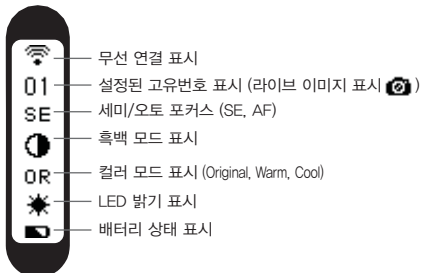 무선 연결 표시
01 설정된 고유번호 표시 (라이브 이미지 표시 )
SE 세미/오토 포커스 (SE, AF)
흑백 모드 표시
OR 컬러 모드 표시 (Original, Warm, Cool)
LED 밝기 표시
배터리 상태 표시